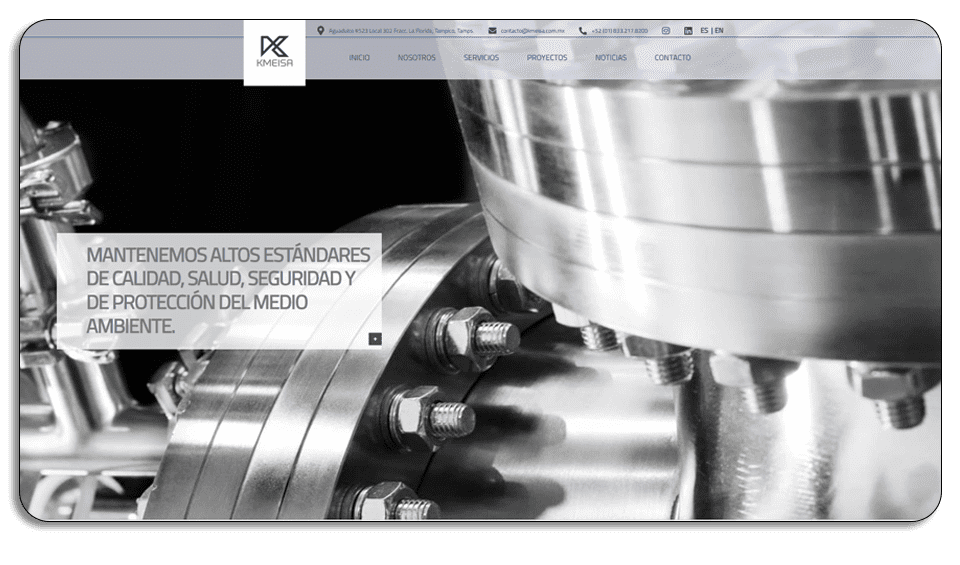 Aguadulce #523 Local 302 Fracc. La Florida, Tampico, Tamps.
contacto@kmeisa.com.mx
+52 (01) 833.217.8200
ES | EN
KMEISA
INICIO
NOSOTROS
SERVICIOS
PROYECTOS
NOTICIAS
CONTACTO
MANTENEMOS ALTOS ESTÁNDARES
DE CALIDAD, SALUD, SEGURIDAD Y
DE PROTECCIÓN DEL MEDIO
AMBIENTE.